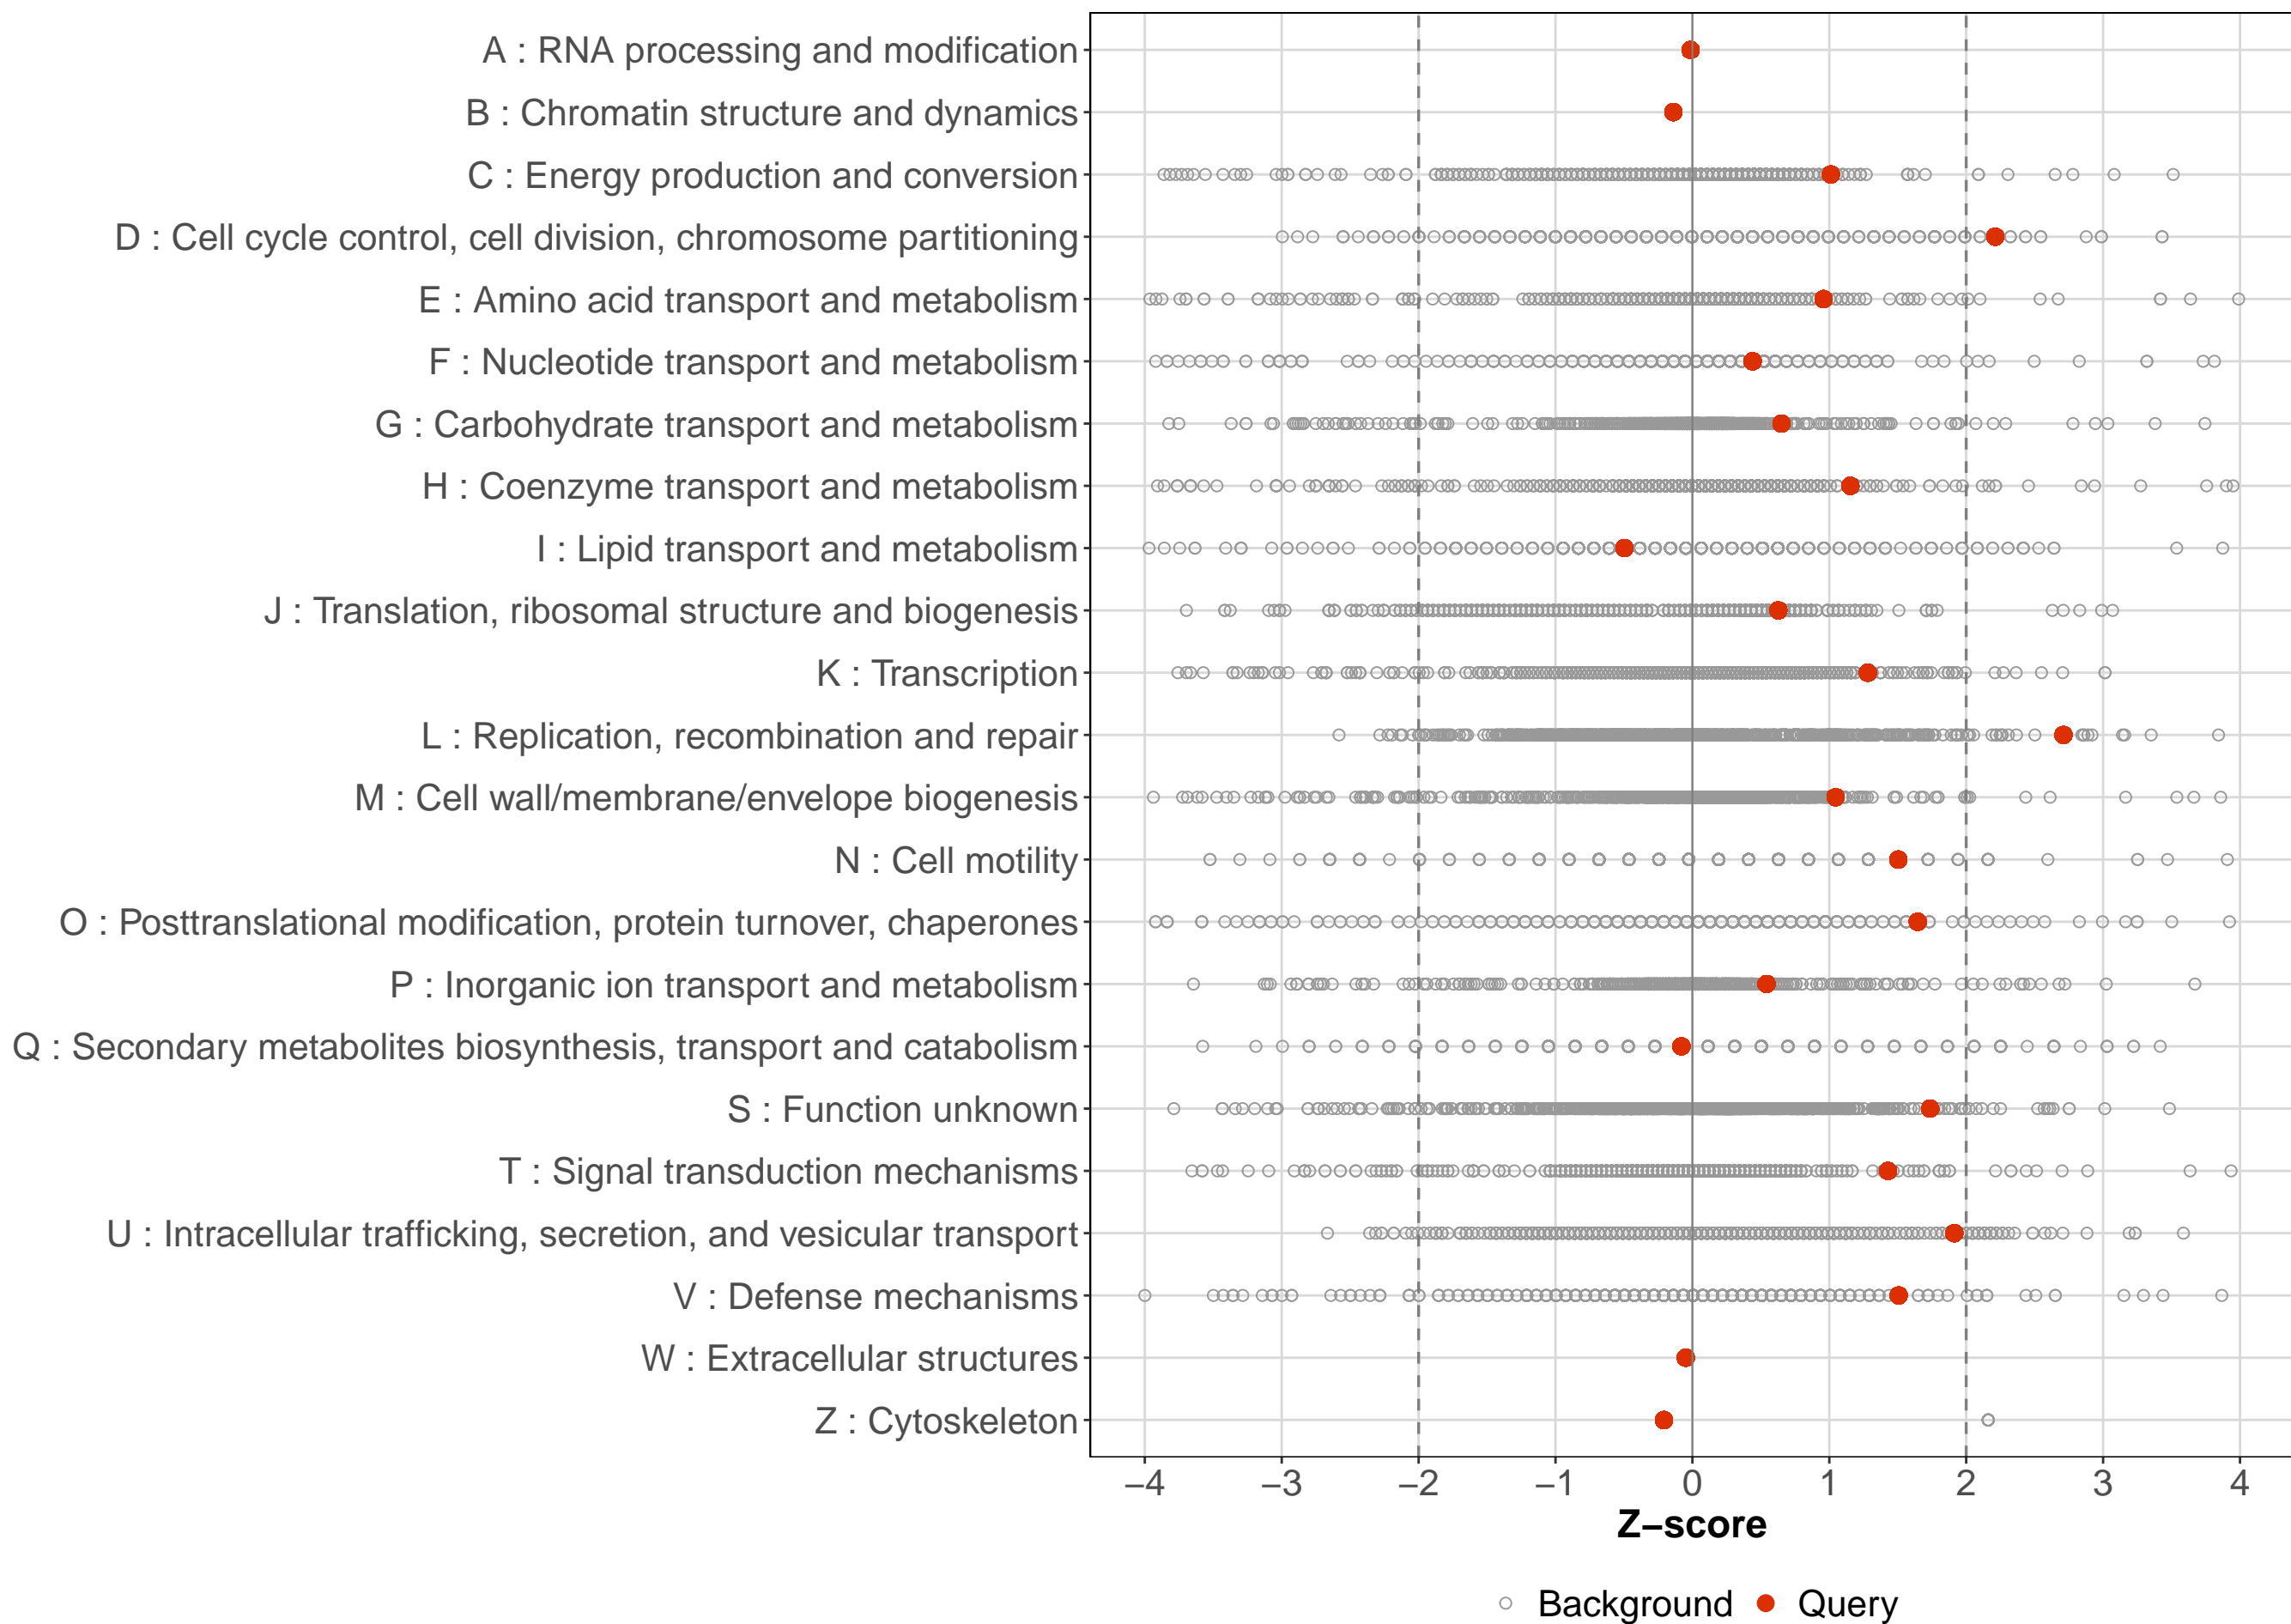 A : RNA processing and modification
B : Chromatin structure and dynamics
C : Energy production and conversion
D : Cell cycle control, cell division, chromosome partitioning
E : Amino acid transport and metabolism
F : Nucleotide transport and metabolism
G : Carbohydrate transport and metabolism
H : Coenzyme transport and metabolism
I : Lipid transport and metabolism
J : Translation, ribosomal structure and biogenesis
K : Transcription
L : Replication, recombination and repair
M : Cell wall/membrane/envelope biogenesis
N : Cell motility
O : Posttranslational modification, protein turnover, chaperones
P : Inorganic ion transport and metabolism
Q : Secondary metabolites biosynthesis, transport and catabolism
S : Function unknown
T : Signal transduction mechanisms
U : Intracellular trafficking, secretion, and vesicular transport
V : Defense mechanisms
W : Extracellular structures
Z : Cytoskeleton
−4 −3 −2 −1 0 1 2 3 4
Z−score
Background Query